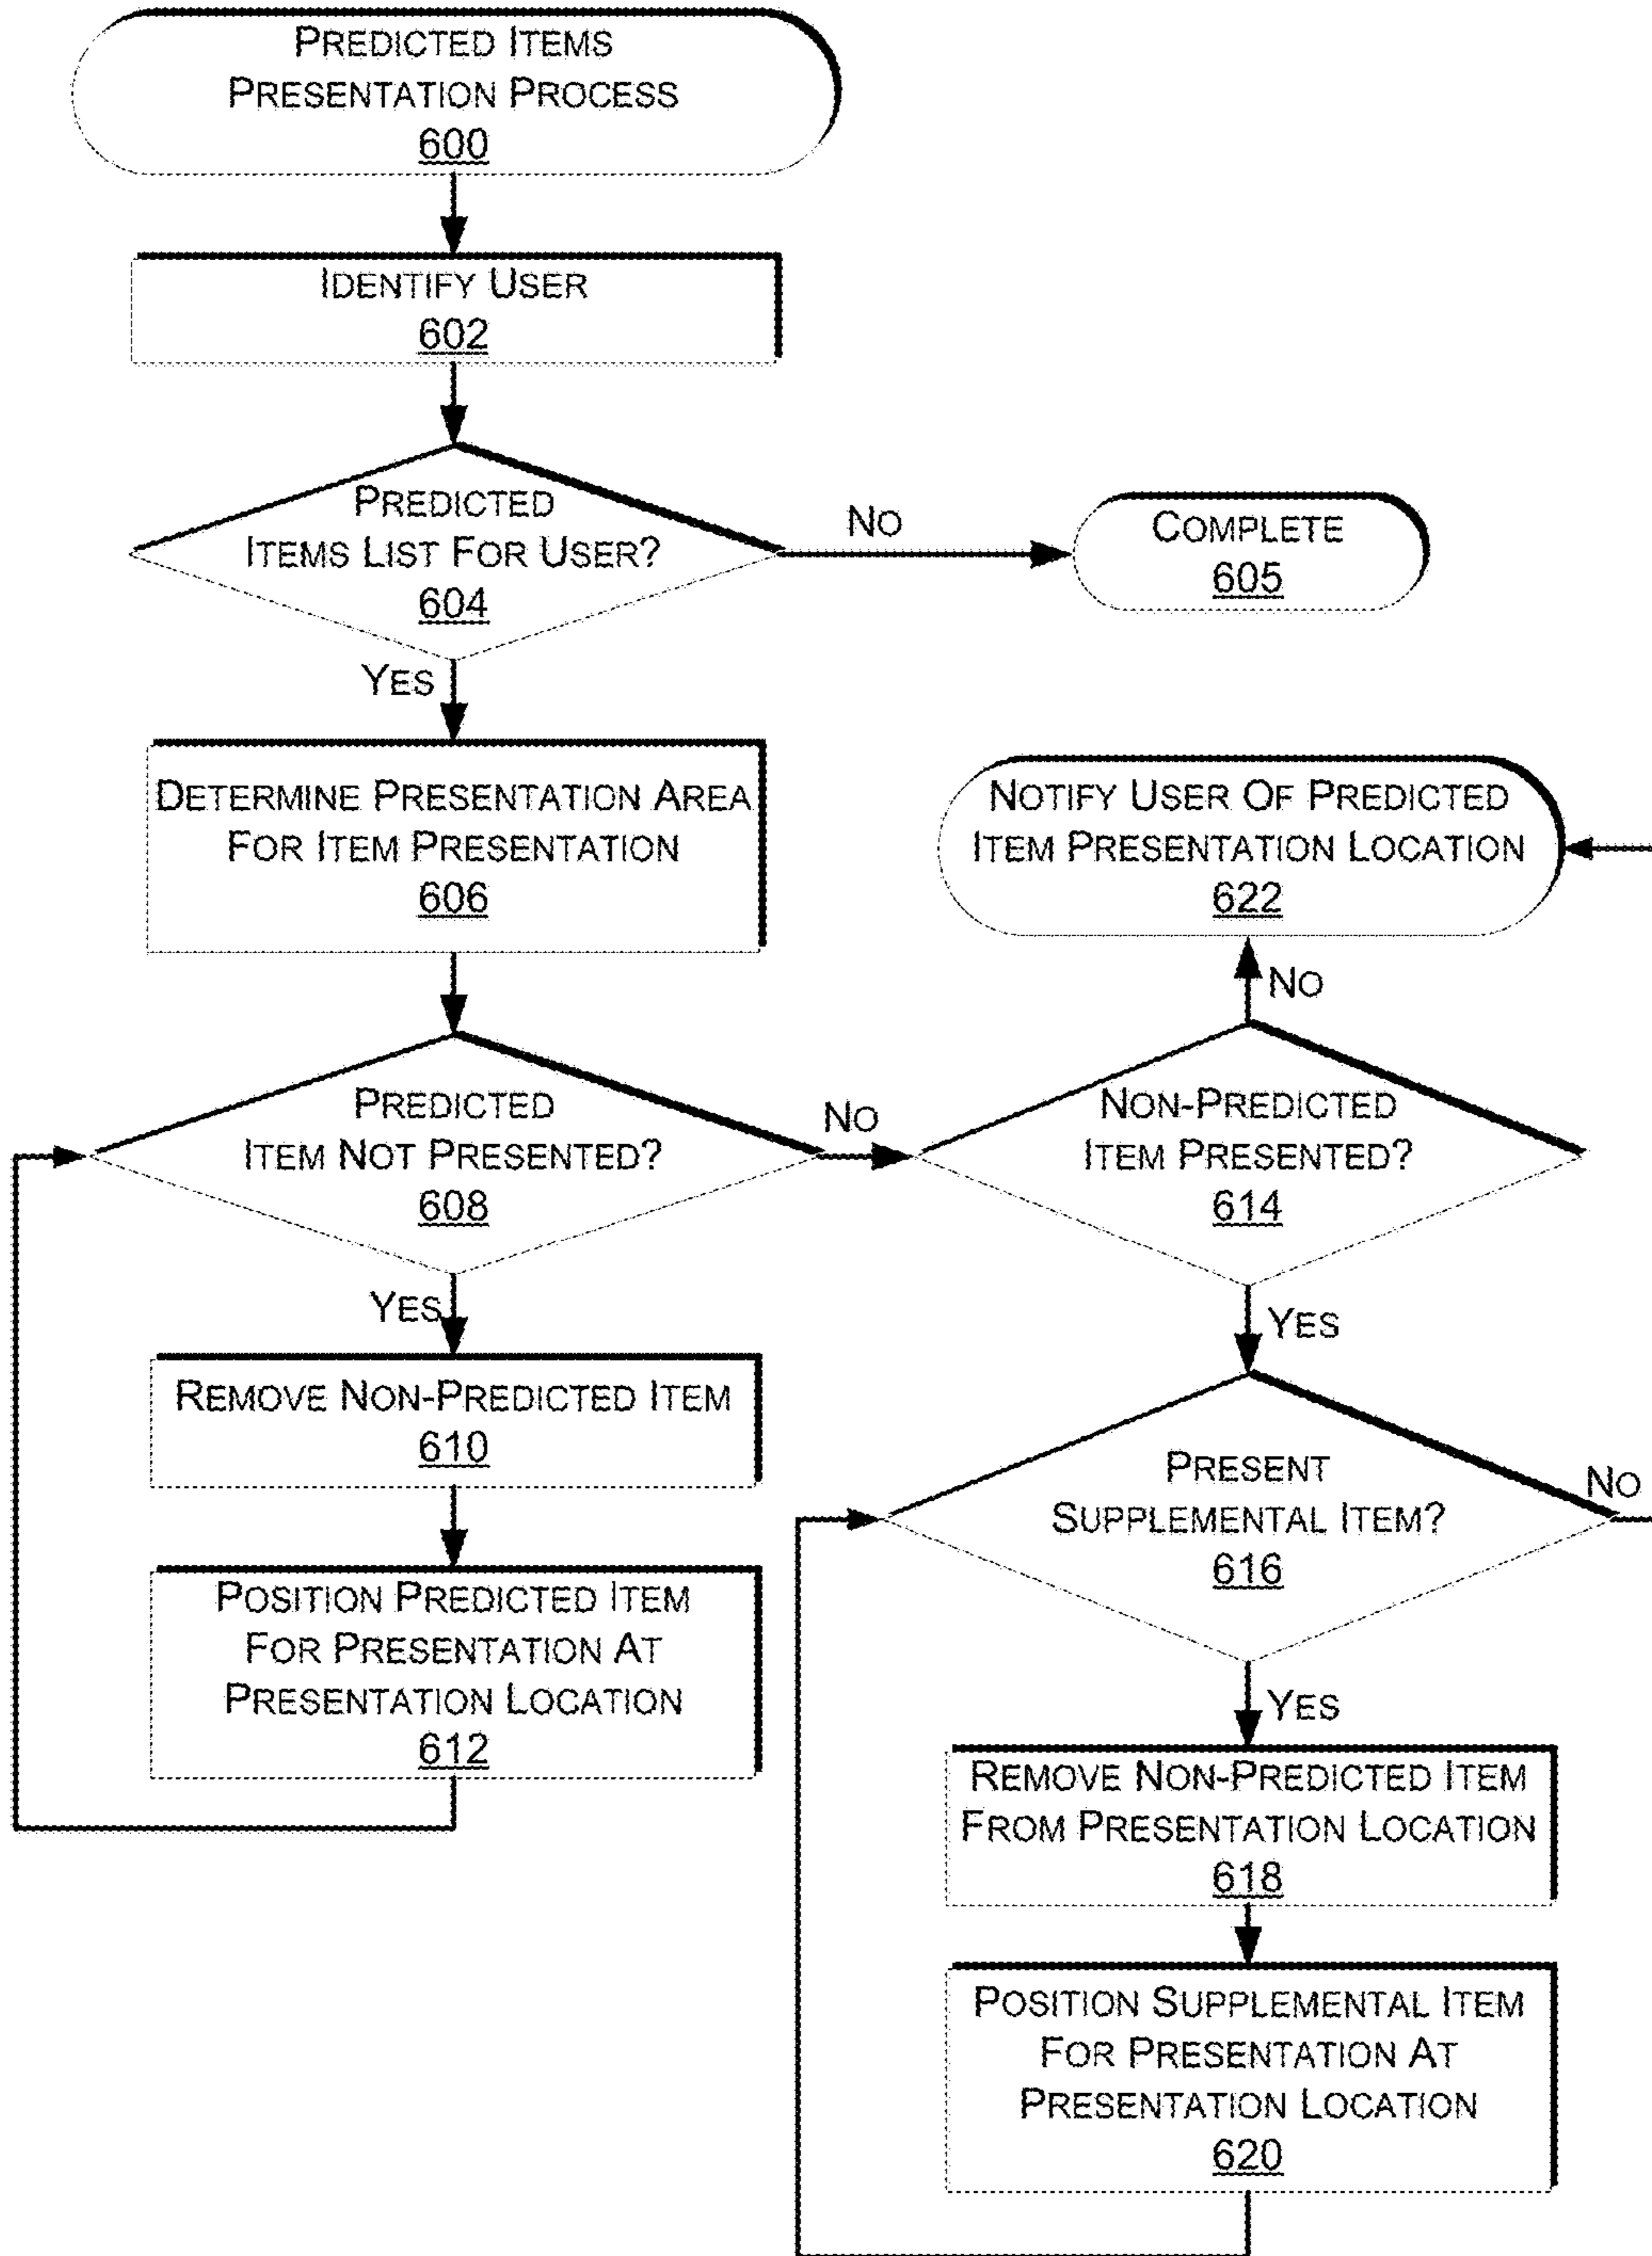 PREDICTED ITEMS
PRESENTATION PROCESS
600
IDENTIFY USER
602
PREDICTED
ITEMS LIST FOR USER?
604
NO
COMPLETE
605
YES
DETERMINE PRESENTATION AREA
FOR ITEM PRESENTATION
606
NOTIFY USER OF PREDICTED
ITEM PRESENTATION LOCATION
622
NO
PREDICTED
ITEM NOT PRESENTED?
608
NO
NON-PREDICTED
ITEM PRESENTED?
614
YES
REMOVE NON-PREDICTED ITEM
610
POSITION PREDICTED ITEM
FOR PRESENTATION AT
PRESENTATION LOCATION
612
YES
PRESENT
SUPPLEMENTAL ITEM?
616
NO
YES
REMOVE NON-PREDICTED ITEM
FROM PRESENTATION LOCATION
618
POSITION SUPPLEMENTAL ITEM
FOR PRESENTATION AT
PRESENTATION LOCATION
620